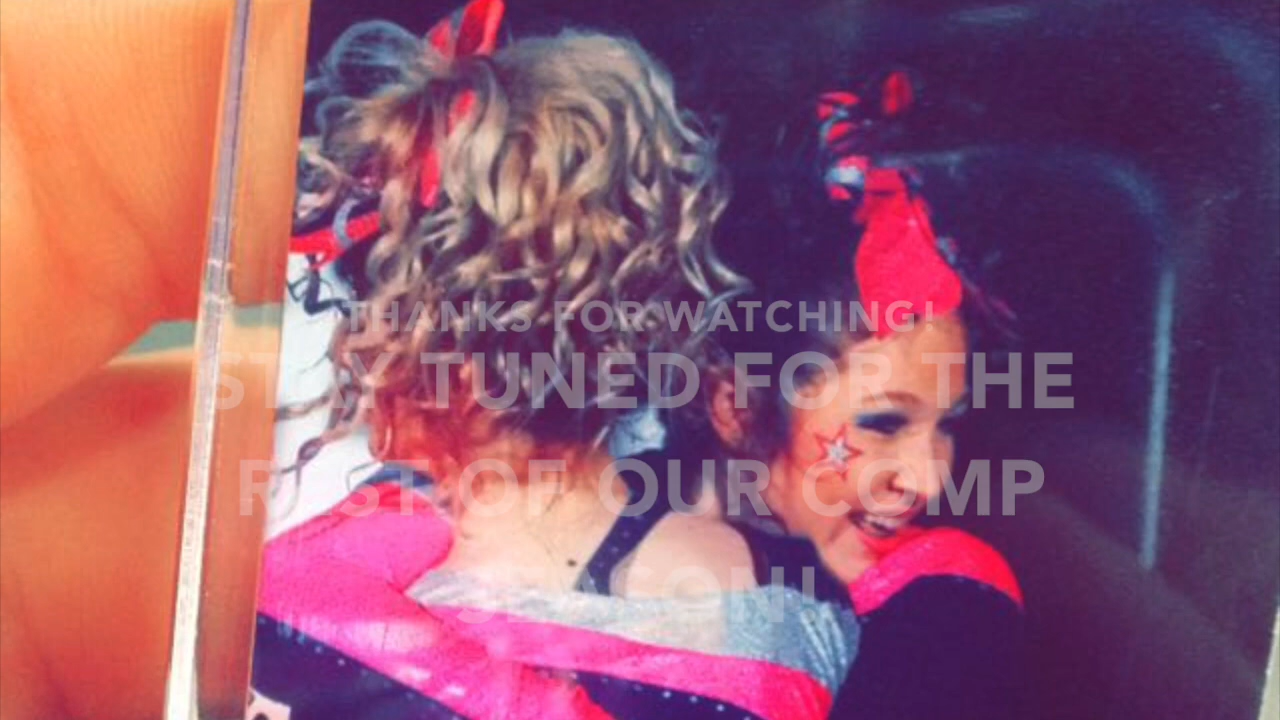 THANKS FOR WATCHING!
STAY TUNED FOR THE
REST OF OUR COMP
SEASON!